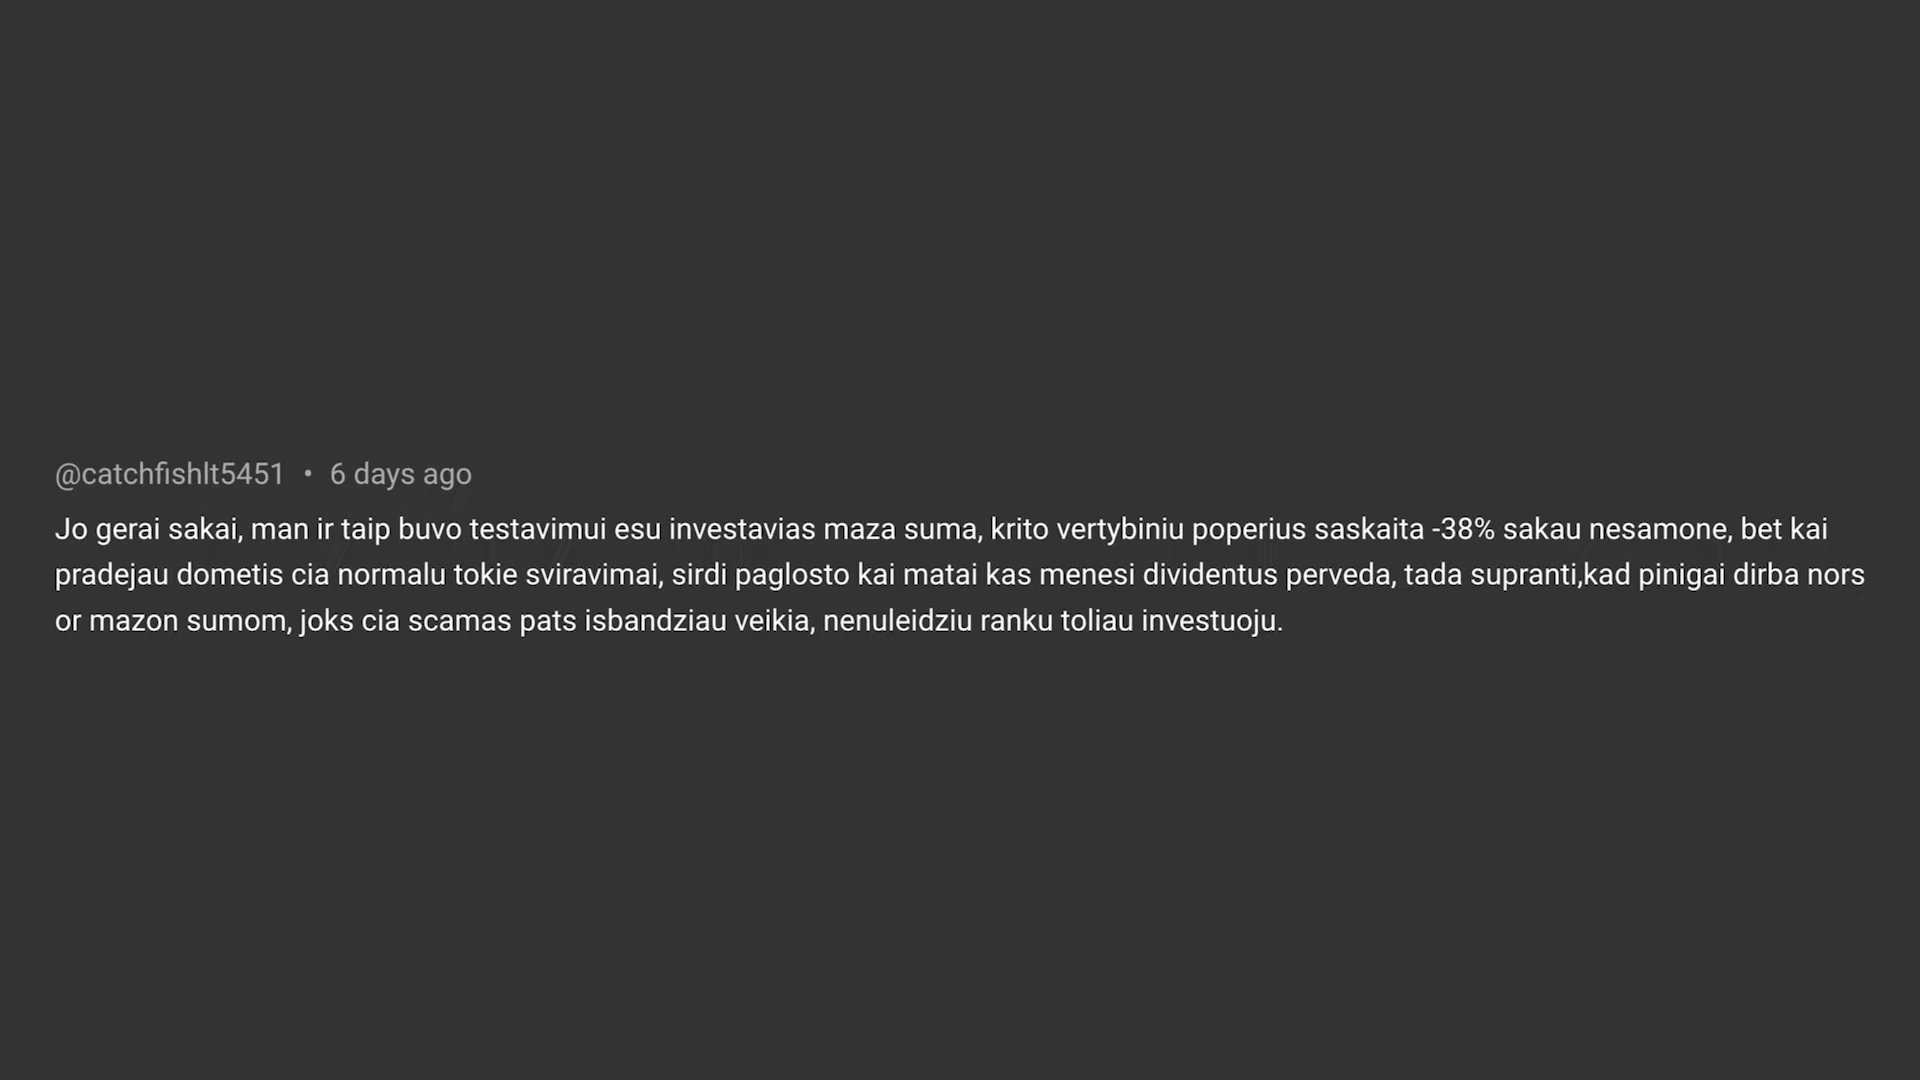 @catchfishlt5451 • 6 days ago
Jo gerai sakai, man ir taip buvo testavimui esu investavias maza suma, krito vertybiniu poperius saskaita -38% sakau nesamone, bet kai
pradejau dometis cia normalu tokie sviravimai, sirdi paglosto kai matai kas menesi dividentus perveda, tada supranti,kad pinigai dirba nors
or mazon sumom, joks cia scamas pats isbandziau veikia, nenuleidziu ranku toliau investuoju.